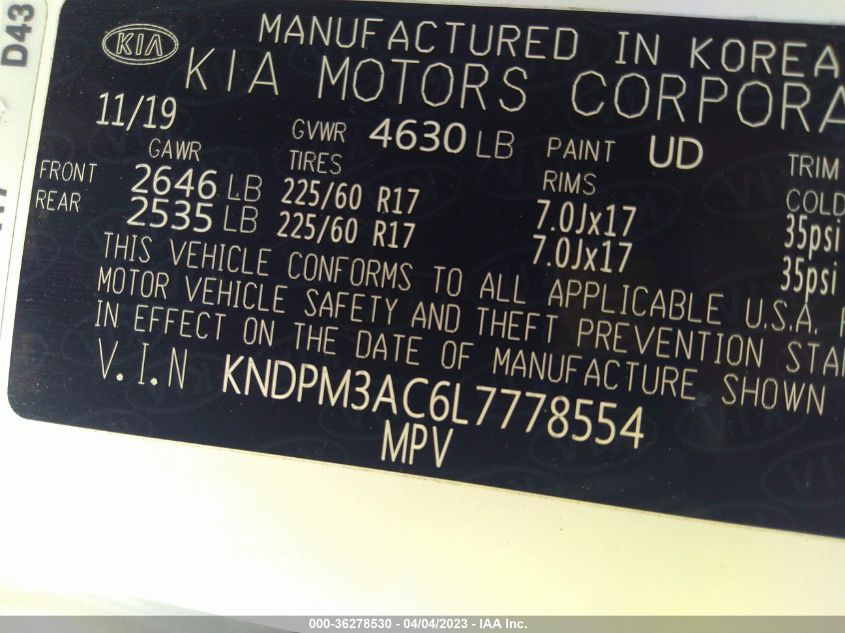 D43
KIA
MANUFACTURED IN KOREA
KIA MOTORS CORPORA
11/19 GVWR 4630 LB PAINT UD TRIM
GAWR TIRES RIMS COLD
FRONT 2646 LB 225/60 R17 7.0Jx17 35psi
REAR 2535 LB 225/60 R17 7.0Jx17 35psi
THIS VEHICLE CONFORMS TO ALL APPLICABLE U.S.A.
MOTOR VEHICLE SAFETY AND THEFT PREVENTION STA
IN EFFECT ON THE DATE OF MANUFACTURE SHOWN
V.I.N KNDPM3AC6L7778554
MPV
000-36278530 - 04/04/2023 - IAA Inc.